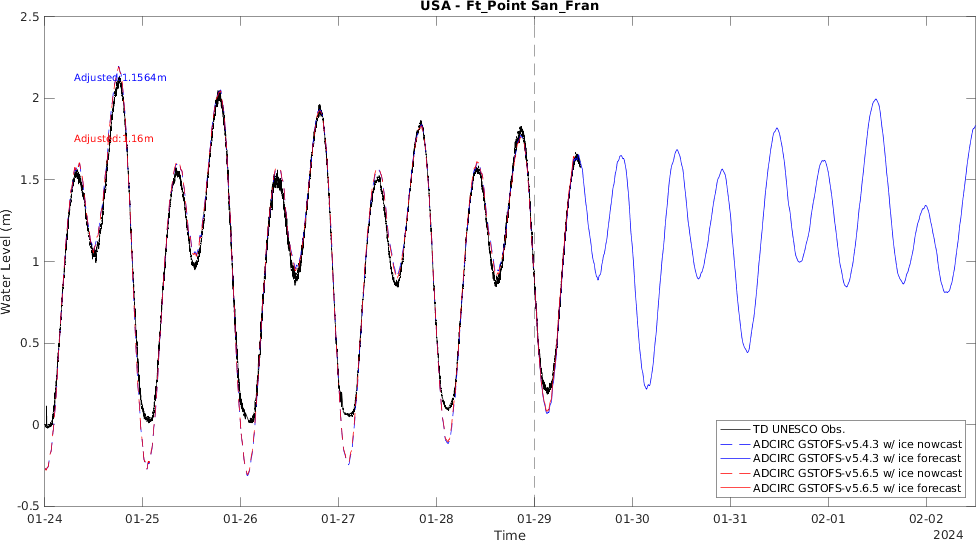 USA - Ft_Point San_Fran
2.5
2
1.5
1
0.5
0
-0.5
Water Level (m)
Adjusted:1.1564m
Adjusted:1.16m
TD UNESCO Obs.
ADCIRC GSTOFS-v5.4.3 w/ ice nowcast
ADCIRC GSTOFS-v5.4.3 w/ ice forecast
ADCIRC GSTOFS-v5.6.5 w/ ice nowcast
ADCIRC GSTOFS-v5.6.5 w/ ice forecast
01-24 01-25 01-26 01-27 01-28 01-29 01-30 01-31 02-01 02-02
Time
2024